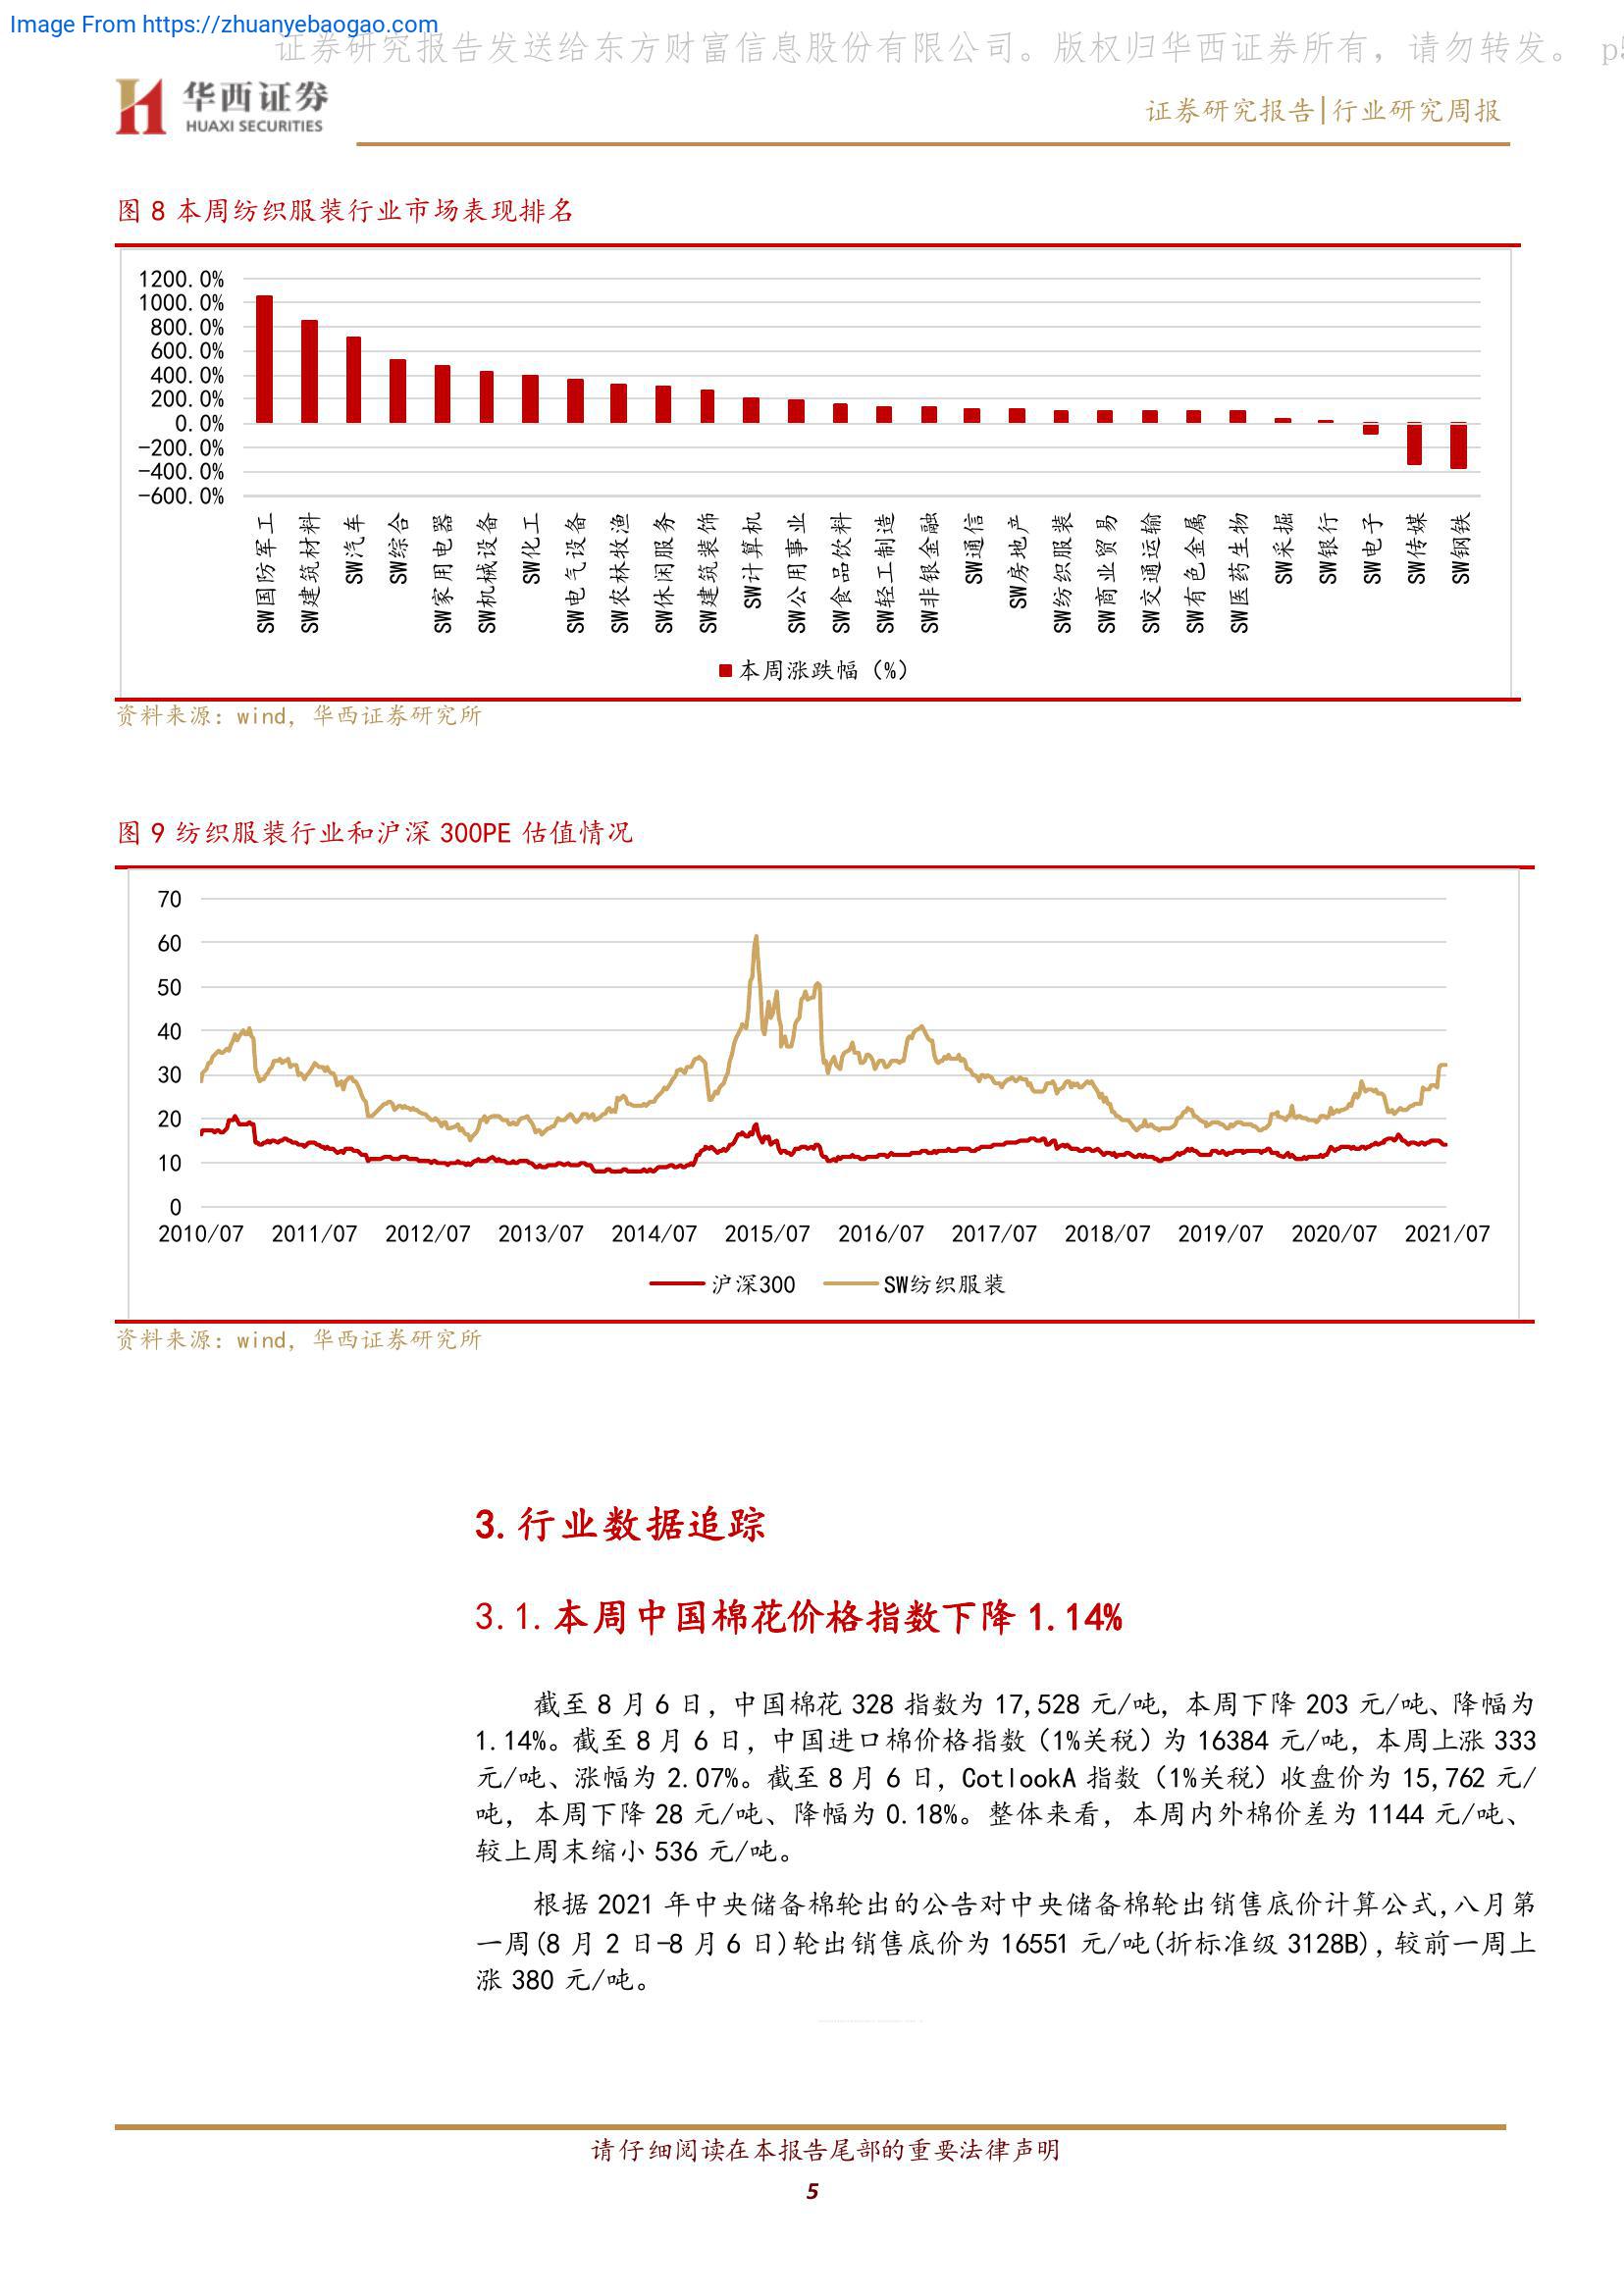 Image From https://zhuanyebaogao.com
证券研究报告发送给东方财富信息股份有限公司。版权归华西证券所有，请勿转发。 p5
华西证券
HUAXI SECURITIES
证券研究报告|行业研究周报
图 8 本周纺织服装行业市场表现排名
1200.0%
1000.0%
800.0%
600.0%
400.0%
200.0%
0.0%
-200.0%
-400.0%
-600.0%
SW国防军工
SW建筑材料
SW汽车
SW综合
SW家用电器
SW机械设备
SW化工
SW电气设备
SW农林牧渔
SW休闲服务
SW建筑装饰
SW计算机
SW公用事业
SW食品饮料
SW轻工制造
SW非银金融
SW通信
SW房地产
SW纺织服装
SW商业贸易
SW交通运输
SW有色金属
SW医药生物
SW采掘
SW银行
SW电子
SW传媒
SW钢铁
本周涨跌幅（%）
资料来源：wind，华西证券研究所
图 9 纺织服装行业和沪深 300PE 估值情况
70
60
50
40
30
20
10
0
2010/07 2011/07 2012/07 2013/07 2014/07 2015/07 2016/07 2017/07 2018/07 2019/07 2020/07 2021/07
沪深300 SW纺织服装
资料来源：wind，华西证券研究所
3.行业数据追踪
3.1.本周中国棉花价格指数下降 1.14%
截至 8 月 6 日，中国棉花 328 指数为 17,528 元/吨，本周下降 203 元/吨、降幅为
1.14%。截至 8 月 6 日，中国进口棉价格指数（1%关税）为 16384 元/吨，本周上涨 333
元/吨、涨幅为 2.07%。截至 8 月 6 日，CotlookA 指数（1%关税）收盘价为 15,762 元/
吨，本周下降 28 元/吨、降幅为 0.18%。整体来看，本周内外棉价差为 1144 元/吨、
较上周末缩小 536 元/吨。
根据 2021 年中央储备棉轮出的公告对中央储备棉轮出销售底价计算公式,八月第
一周(8 月 2 日-8 月 6 日)轮出销售底价为 16551 元/吨(折标准级 3128B),较前一周上
涨 380 元/吨。
请仔细阅读在本报告尾部的重要法律声明
5